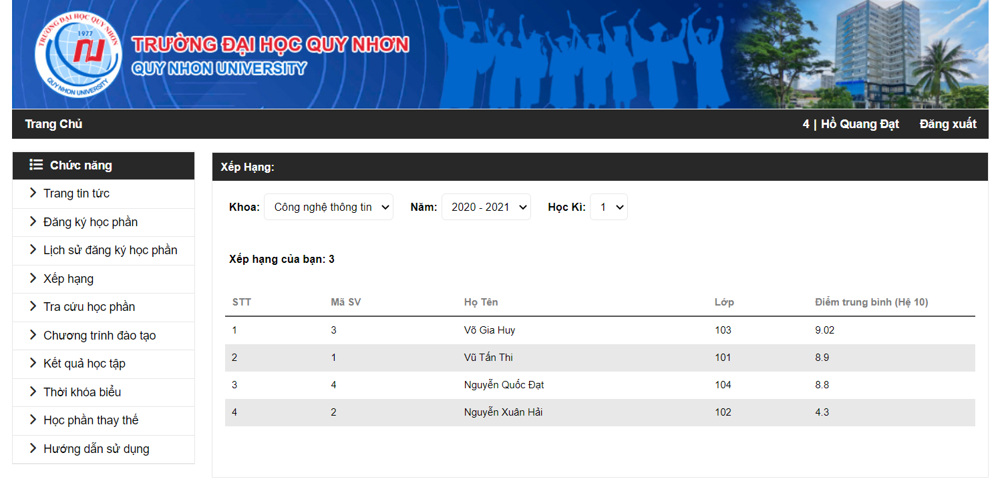 TRƯỜNG ĐẠI HỌC QUY NHƠN
1977
QUY NHON UNIVERSITY
TRƯỜNG ĐẠI HỌC QUY NHƠN
QUY NHON UNIVERSITY
Trang Chủ
4 | Hồ Quang Đạt Đăng xuất
Chức năng
Trang tin tức
Đăng ký học phần
Lịch sử đăng ký học phần
Xếp hạng
Tra cứu học phần
Chương trình đào tạo
Kết quả học tập
Thời khóa biểu
Học phần thay thế
Hướng dẫn sử dụng
Xếp Hạng:
Khoa: Công nghệ thông tin Năm: 2020 - 2021 Học Kì: 1
Xếp hạng của bạn: 3
STT Mã SV Họ Tên Lớp Điểm trung bình (Hệ 10)
1 3 Võ Gia Huy 103 9.02
2 1 Vũ Tấn Thi 101 8.9
3 4 Nguyễn Quốc Đạt 104 8.8
4 2 Nguyễn Xuân Hải 102 4.3